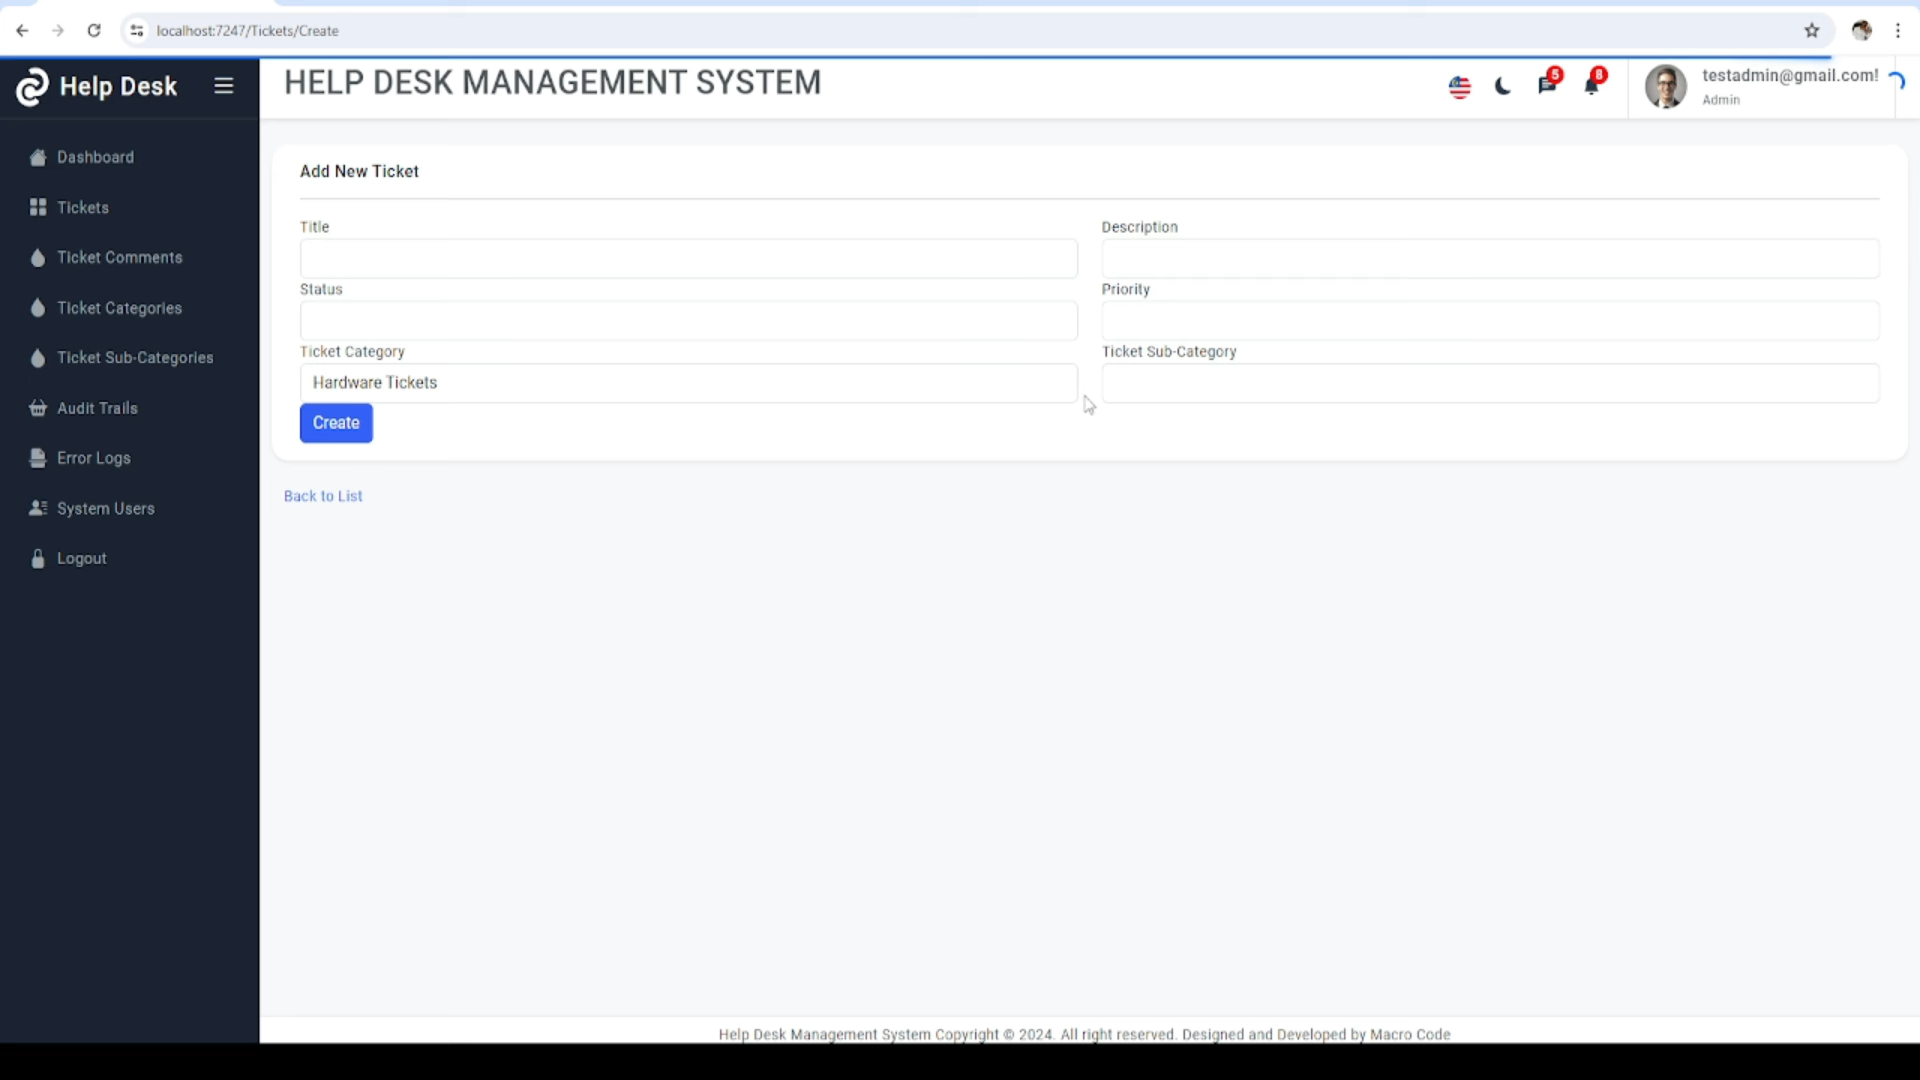 localhost:7247/Tickets/Create
Help Desk
HELP DESK MANAGEMENT SYSTEM
5
8
testadmin@gmail.com!
Admin
Dashboard
Tickets
Ticket Comments
Ticket Categories
Ticket Sub-Categories
Audit Trails
Error Logs
System Users
Logout
Add New Ticket
Title
Description
Status
Priority
Ticket Category
Ticket Sub-Category
Hardware Tickets
Create
Back to List
Help Desk Management System Copyright © 2024. All right reserved. Designed and Developed by Macro Code